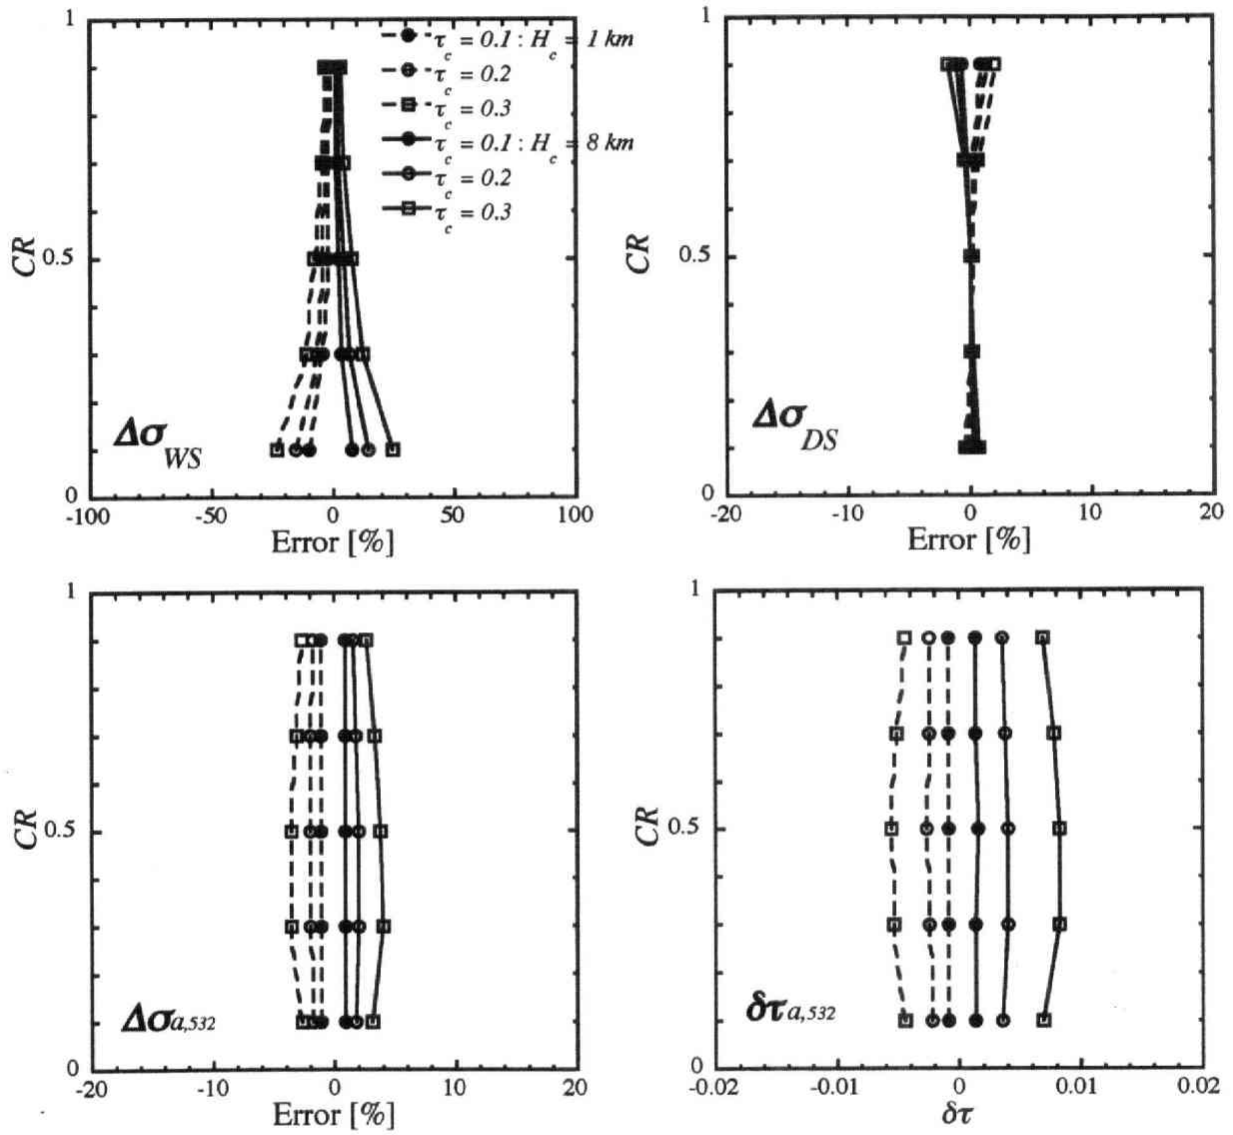 1
τc = 0.1 : Hc = 1 km
τc = 0.2
τc = 0.3
τc = 0.1 : Hc = 8 km
τc = 0.2
τc = 0.3
CR
0.5
ΔσWS
0
-100 -50 0 50 100
Error [%]
1
CR
0.5
ΔσDS
0
-20 -10 0 10 20
Error [%]
1
CR
0.5
Δσa,532
0
-20 -10 0 10 20
Error [%]
1
CR
0.5
δτa,532
0
-0.02 -0.01 0 0.01 0.02
δτ